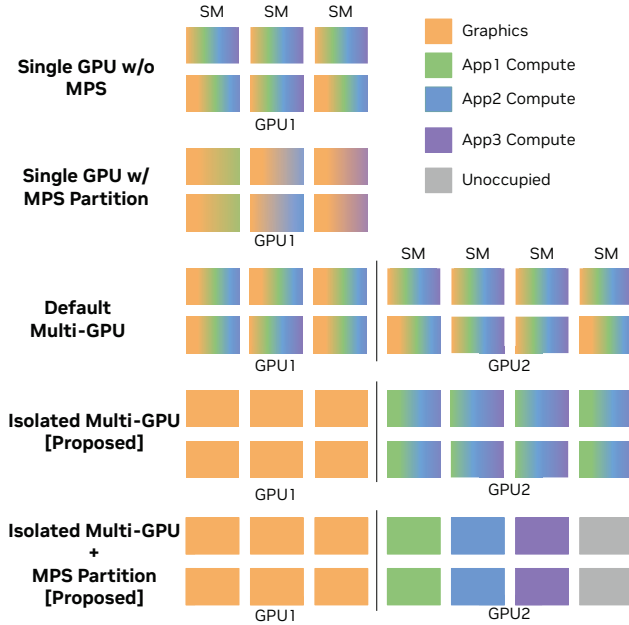 SM SM SM
Graphics
App1 Compute
App2 Compute
App3 Compute
Unoccupied
Single GPU w/o
MPS
GPU1
Single GPU w/
MPS Partition
GPU1
SM SM SM SM
Default
Multi-GPU
GPU1
GPU2
Isolated Multi-GPU
[Proposed]
GPU1
GPU2
Isolated Multi-GPU
+
MPS Partition
[Proposed]
GPU1
GPU2